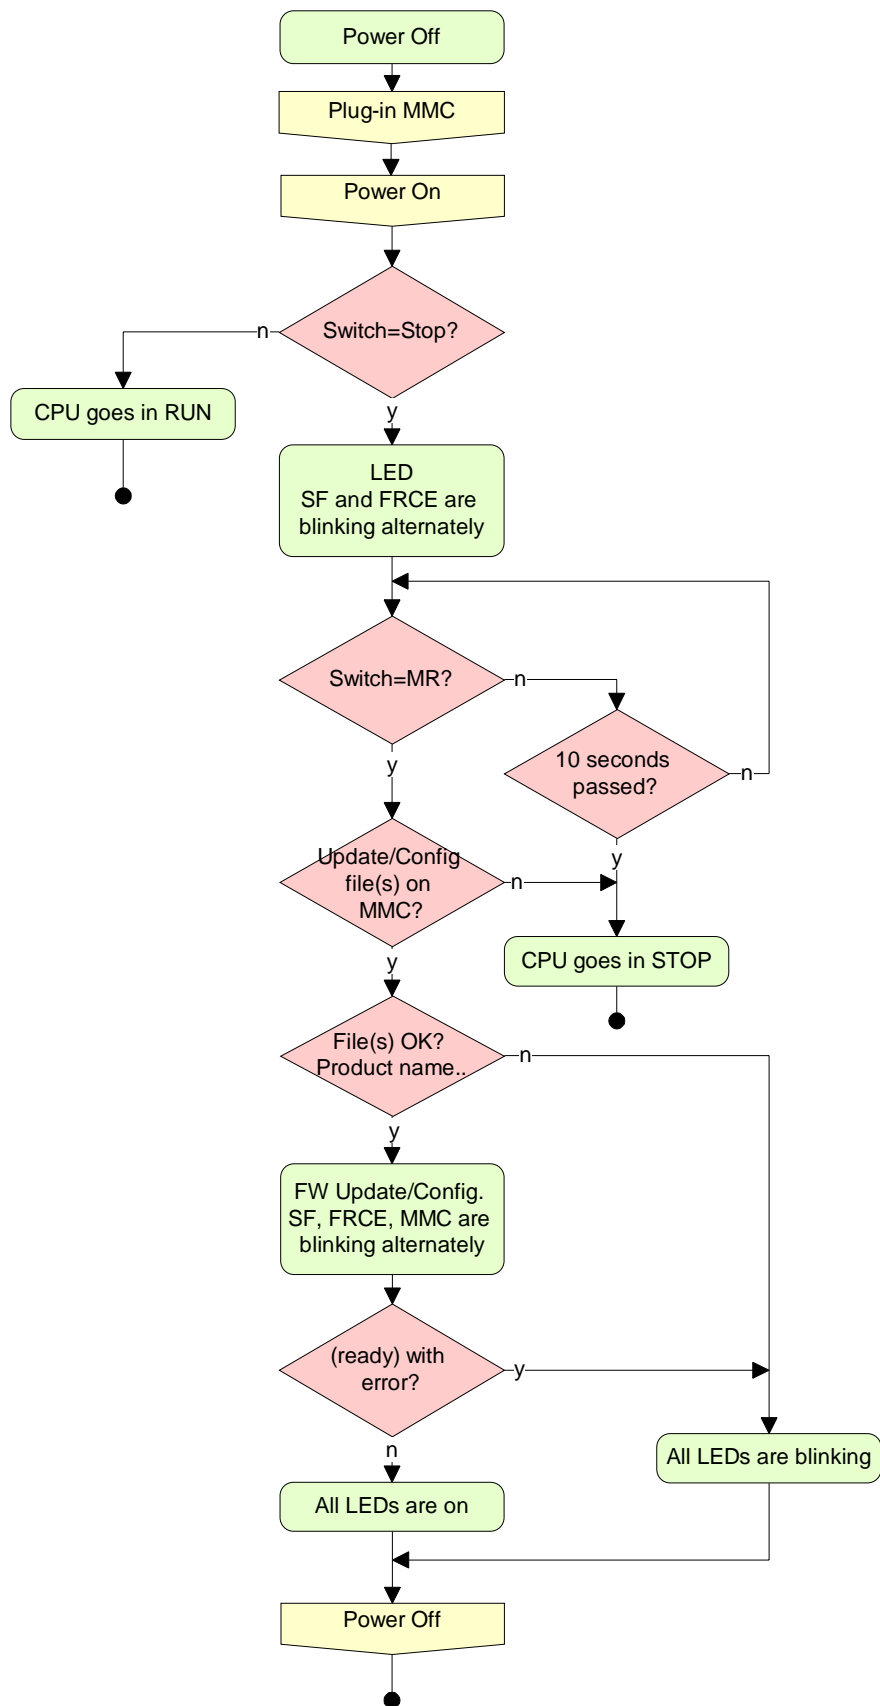 Power Off
Plug-in MMC
Power On
Switch=Stop?
n
CPU goes in RUN
y
LED
SF and FRCE are
blinking alternately
Switch=MR?
n
10 seconds
passed?
n
y
y
Update/Config
file(s) on
MMC?
n
CPU goes in STOP
y
File(s) OK?
Product name..
n
y
FW Update/Config.
SF, FRCE, MMC are
blinking alternately
(ready) with
error?
y
n
All LEDs are blinking
All LEDs are on
Power Off